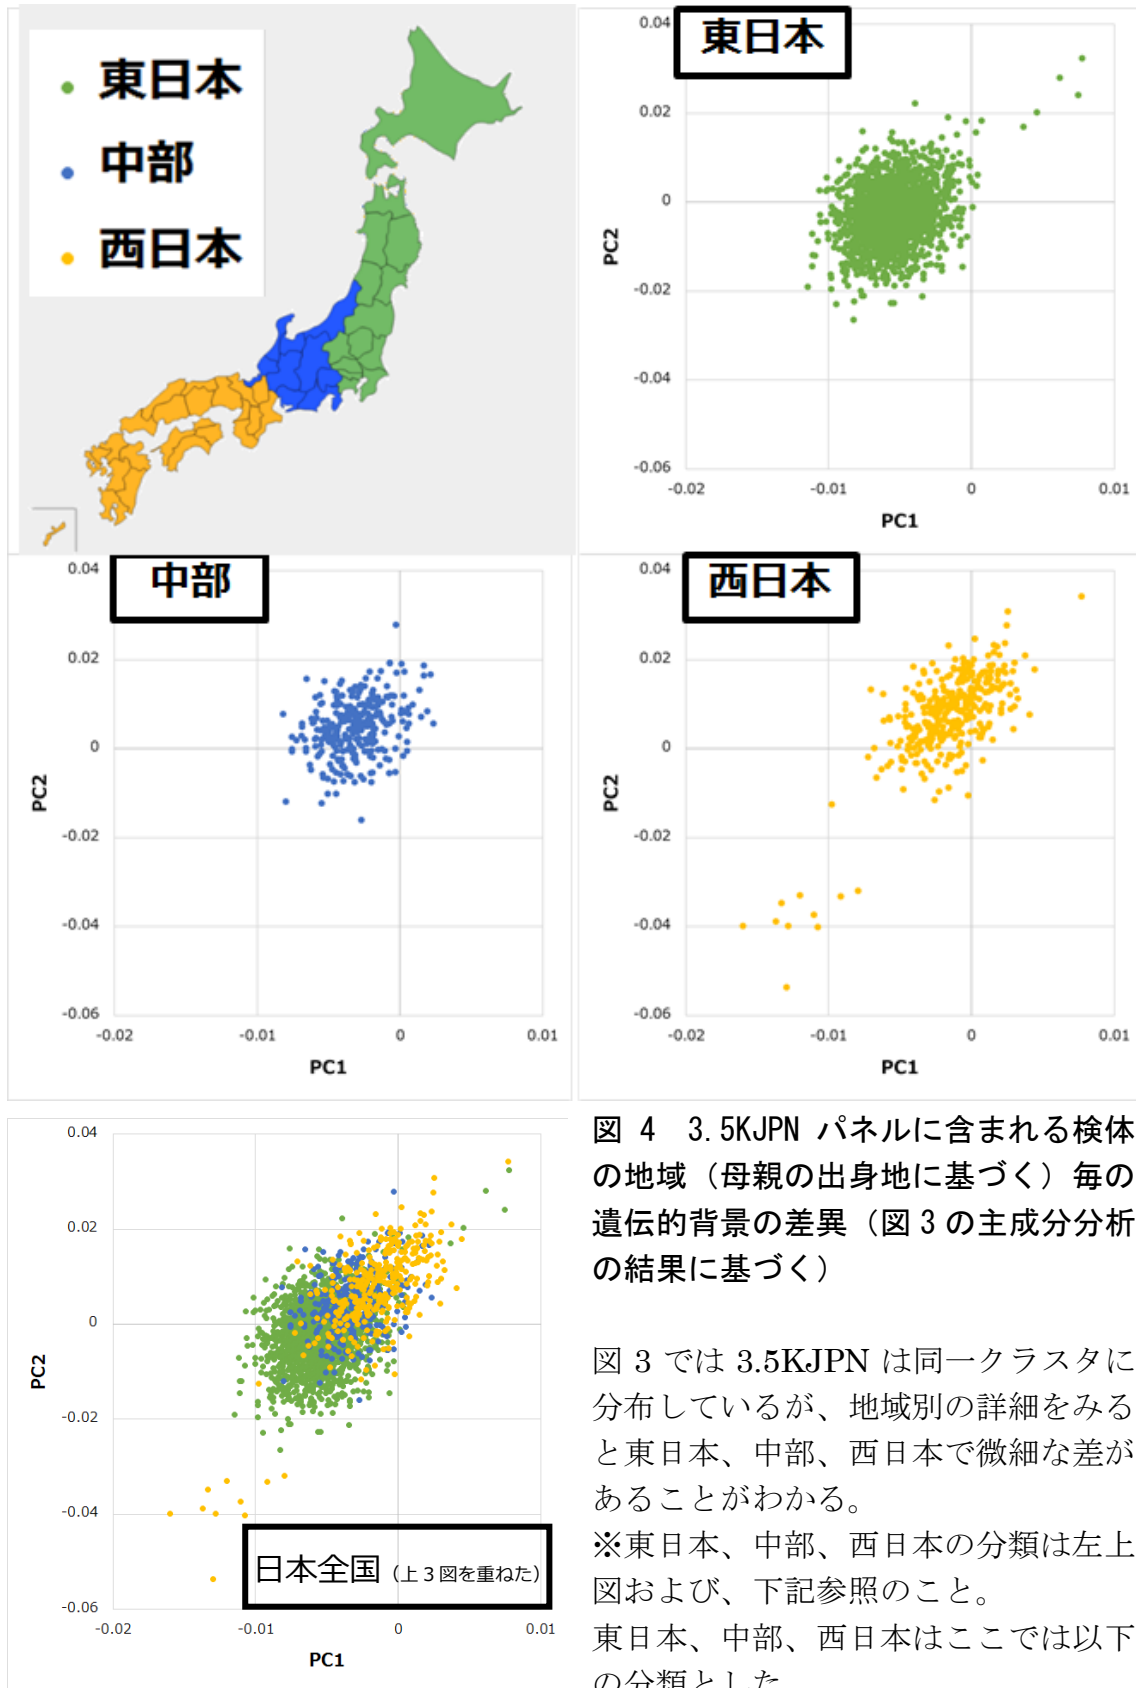 東日本
中部
西日本
東日本
0.04
0.02
0
-0.02
-0.04
-0.06
-0.02
-0.01
0
0.01
PC2
PC1
中部
0.04
0.02
0
-0.02
-0.04
-0.06
-0.02
-0.01
0
0.01
PC2
PC1
西日本
0.04
0.02
0
-0.02
-0.04
-0.06
-0.02
-0.01
0
0.01
PC2
PC1
0.04
0.02
0
-0.02
-0.04
-0.06
-0.02
-0.01
0
0.01
PC2
PC1
日本全国（上３図を重ねた）
図 4　3.5KJPN パネルに含まれる検体
の地域（母親の出身地に基づく）毎の
遺伝的背景の差異（図 3 の主成分分析
の結果に基づく）
図 3 では 3.5KJPN は同一クラスタに
分布しているが、地域別の詳細をみる
と東日本、中部、西日本で微細な差が
あることがわかる。
※東日本、中部、西日本の分類は左上
図および、下記参照のこと。
東日本、中部、西日本はここでは以下
の分類とした